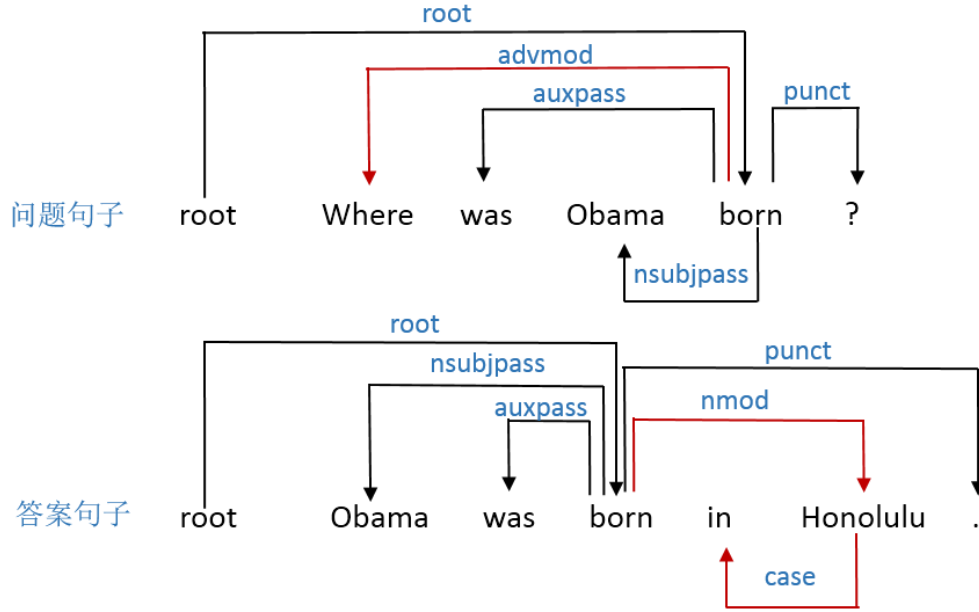 root
advmod
auxpass punct
问题句子 root Where was Obama born ?
nsubjpass
root
punct
nsubjpass
nmod
auxpass
答案句子 root Obama was born in Honolulu .
case